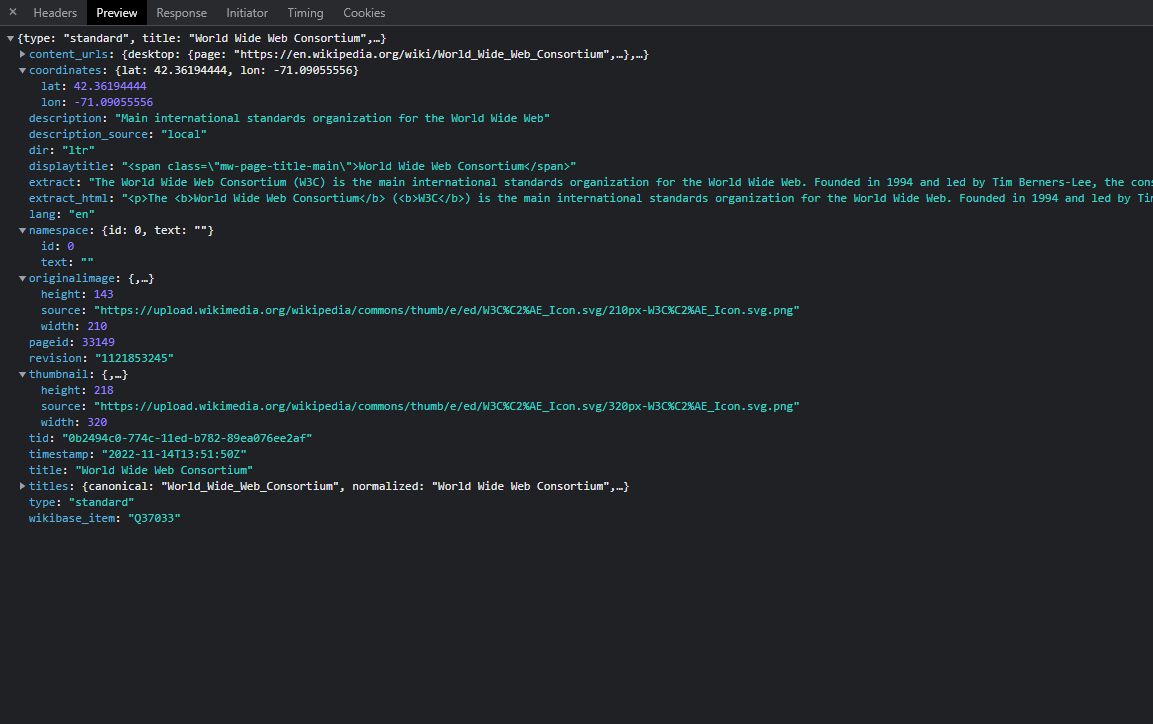 × Headers Preview Response Initiator Timing Cookies
{type: "standard", title: "World Wide Web Consortium",…}
content_urls: {desktop: {page: "https://en.wikipedia.org/wiki/World_Wide_Web_Consortium",…},…}
coordinates: {lat: 42.36194444, lon: -71.09055556}
lat: 42.36194444
lon: -71.09055556
description: "Main international standards organization for the World Wide Web"
description_source: "local"
dir: "ltr"
displaytitle: "<span class=\"mw-page-title-main\">World Wide Web Consortium</span>"
extract: "The World Wide Web Consortium (W3C) is the main international standards organization for the World Wide Web. Founded in 1994 and led by Tim Berners-Lee, the cons
extract_html: "<p>The <b>World Wide Web Consortium</b> (<b>W3C</b>) is the main international standards organization for the World Wide Web. Founded in 1994 and led by Tim
lang: "en"
namespace: {id: 0, text: ""}
id: 0
text: ""
originalimage: {,…}
height: 143
source: "https://upload.wikimedia.org/wikipedia/commons/thumb/e/ed/W3C%C2%AE_Icon.svg/210px-W3C%C2%AE_Icon.svg.png"
width: 210
pageid: 33149
revision: "1121853245"
thumbnail: {,…}
height: 218
source: "https://upload.wikimedia.org/wikipedia/commons/thumb/e/ed/W3C%C2%AE_Icon.svg/320px-W3C%C2%AE_Icon.svg.png"
width: 320
tid: "0b2494c0-774c-11ed-b782-89ea076ee2af"
timestamp: "2022-11-14T13:51:50Z"
title: "World Wide Web Consortium"
titles: {canonical: "World_Wide_Web_Consortium", normalized: "World Wide Web Consortium",…}
type: "standard"
wikibase_item: "Q37033"